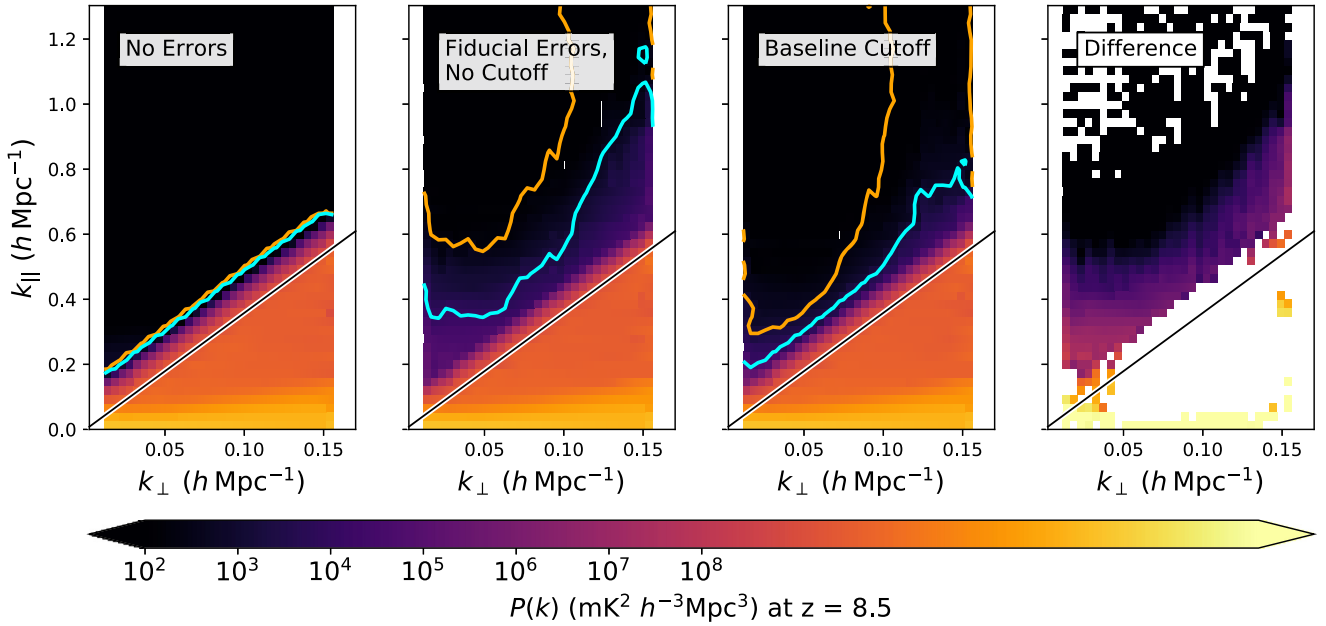 No Errors
Fiducial Errors,
No Cutoff
Baseline Cutoff
Difference
k|| (h Mpc⁻¹)
1.2
1.0
0.8
0.6
0.4
0.2
0.0
0.05 0.10 0.15
0.05 0.10 0.15
0.05 0.10 0.15
0.05 0.10 0.15
k⊥ (h Mpc⁻¹)
k⊥ (h Mpc⁻¹)
k⊥ (h Mpc⁻¹)
k⊥ (h Mpc⁻¹)
10² 10³ 10⁴ 10⁵ 10⁶ 10⁷ 10⁸
P(k) (mK² h⁻³Mpc³) at z = 8.5